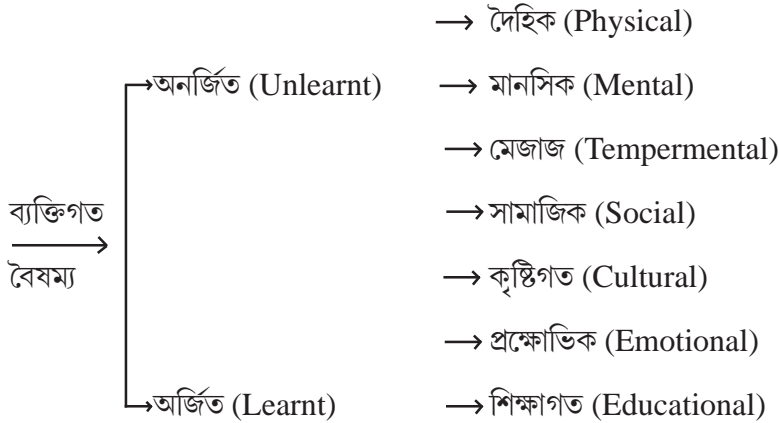 → দৈহিক (Physical)
→ অনর্জিত (Unlearnt) → মানসিক (Mental)
→ মেজাজ (Tempermental)
ব্যক্তিগত → সামাজিক (Social)
বৈষম্য → কৃষ্টিগত (Cultural)
→ প্রক্ষোভিক (Emotional)
→ অর্জিত (Learnt) → শিক্ষাগত (Educational)